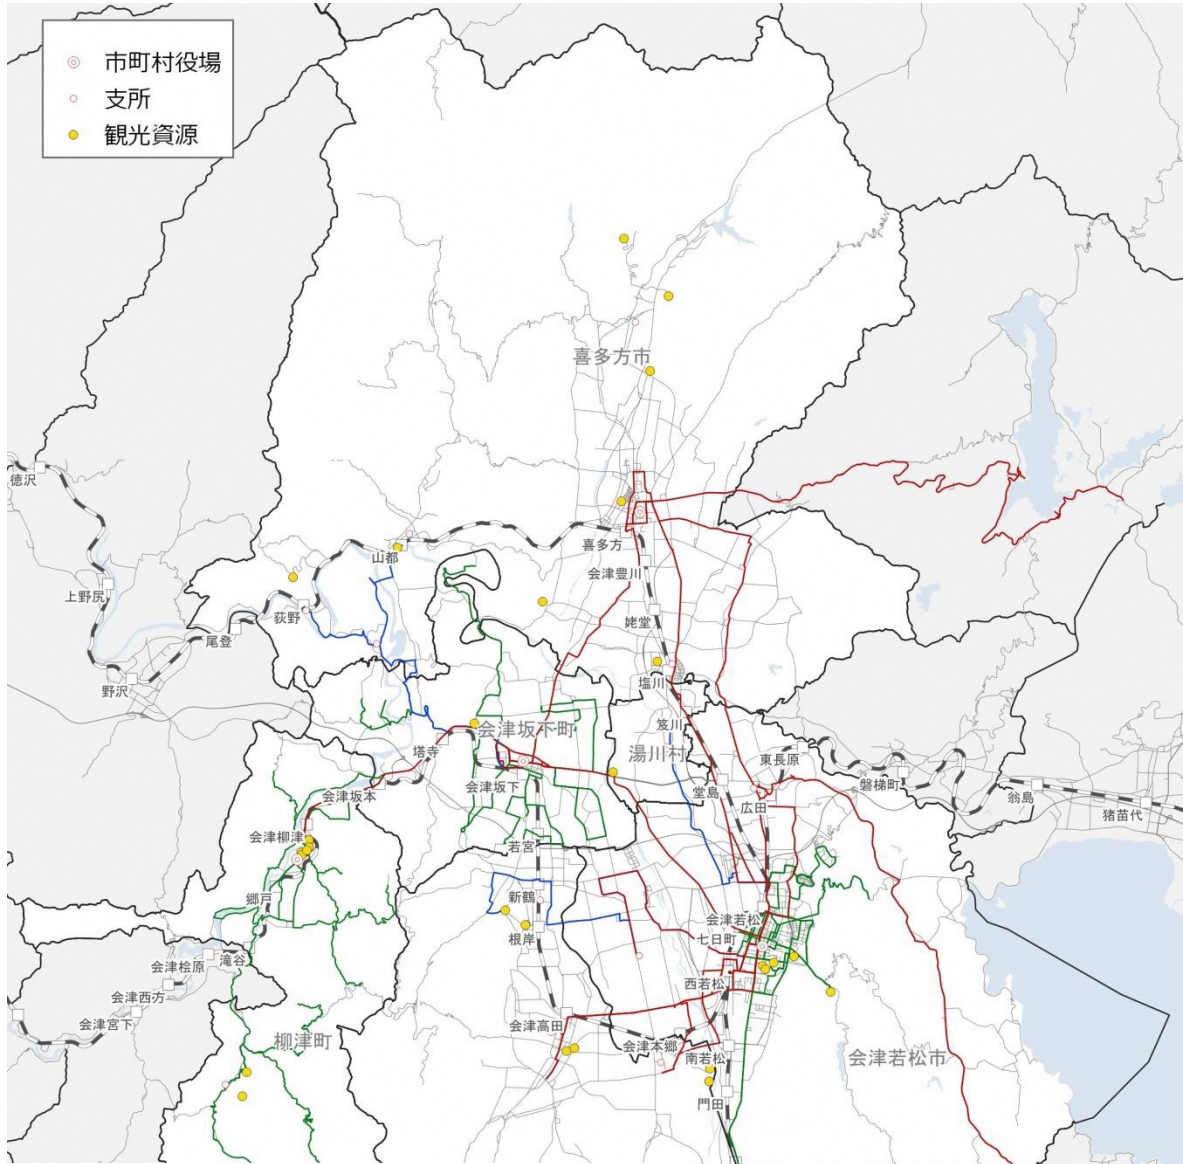 市町村役場
支所
観光資源
喜多方市
徳沢
喜多方
山都
会津豊川
上野尻
荻野
姥堂
尾登
塩川
野沢
笈川
会津坂下町
湯川村
塔寺
東長原
会津坂下
堂島
磐梯町
会津坂本
広田
翁島
猪苗代
会津柳津
若宮
郷戸
新鶴
会津若松
根岸
七日町
滝谷
会津桧原
西若松
会津西方
会津宮下
会津高田
柳津町
会津本郷
南若松
会津若松市
門田